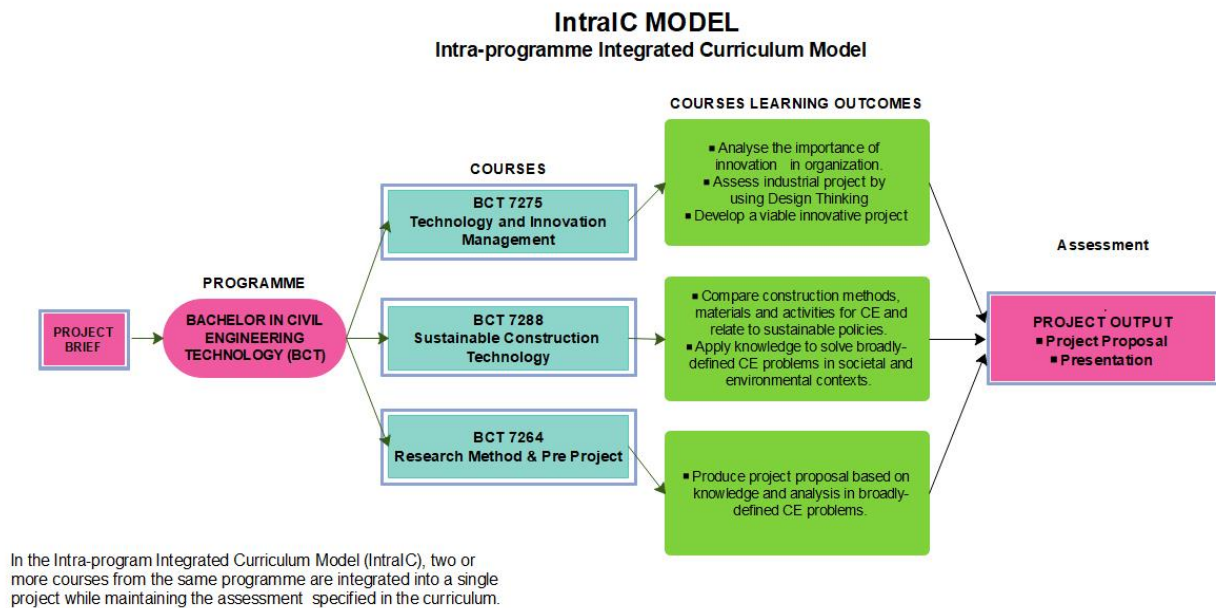 IntraIC MODEL
Intra-programme Integrated Curriculum Model
PROJECT
BRIEF
PROGRAMME
BACHELOR IN CIVIL
ENGINEERING
TECHNOLOGY (BCT)
COURSES
BCT 7275
Technology and Innovation
Management
BCT 7288
Sustainable Construction
Technology
BCT 7264
Research Method & Pre Project
COURSES LEARNING OUTCOMES
▪ Analyse the importance of
innovation in organization.
▪ Assess industrial project by
using Design Thinking
▪ Develop a viable innovative project
▪ Compare construction methods,
materials and activities for CE and
relate to sustainable policies.
▪ Apply knowledge to solve broadly-
defined CE problems in societal and
environmental contexts.
▪ Produce project proposal based on
knowledge and analysis in broadly-
defined CE problems.
Assessment
PROJECT OUTPUT
▪ Project Proposal
▪ Presentation
In the Intra-program Integrated Curriculum Model (IntraIC), two or
more courses from the same programme are integrated into a single
project while maintaining the assessment specified in the curriculum.